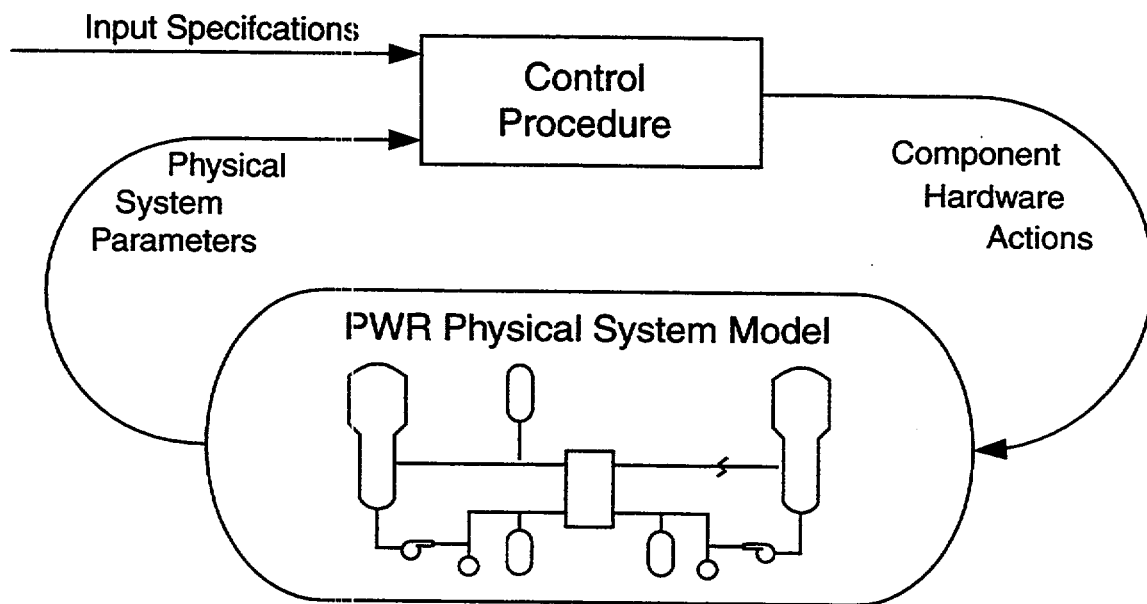 Input Specifcations
Control
Procedure
Physical
System
Parameters
Component
Hardware
Actions
PWR Physical System Model